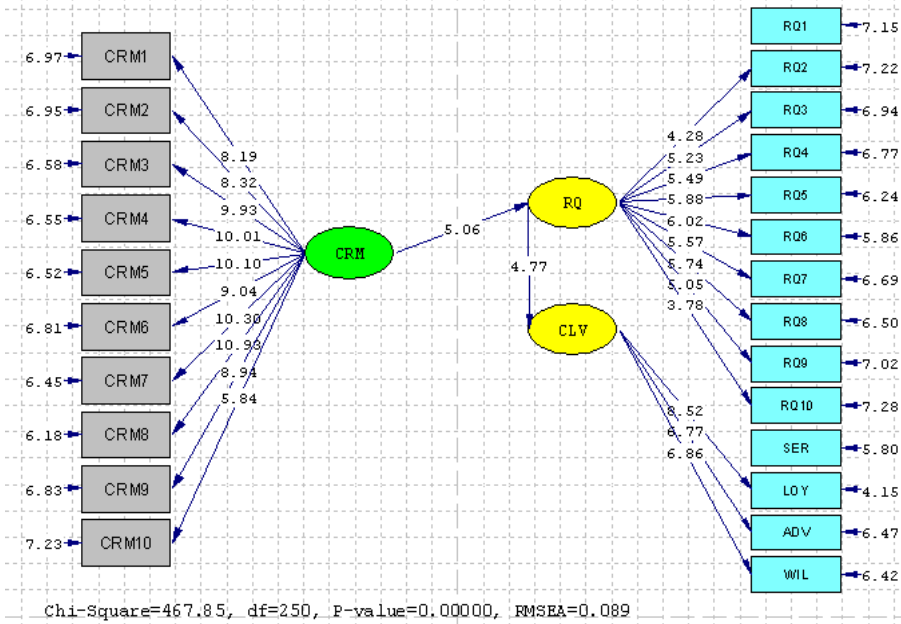 6.97 CRM1
6.95 CRM2
6.58 CRM3
6.55 CRM4
6.52 CRM5
6.81 CRM6
6.45 CRM7
6.18 CRM8
6.83 CRM9
7.23 CRM10
8.19
8.32
9.93
10.01
10.10
9.04
10.30
10.93
8.94
5.84
CRM
5.06
RQ
4.77
CLV
4.28
5.23
5.49
5.88
6.02
5.57
5.74
5.05
3.78
8.52
6.77
6.86
RQ1 7.15
RQ2 7.22
RQ3 6.94
RQ4 6.77
RQ5 6.24
RQ6 5.86
RQ7 6.69
RQ8 6.50
RQ9 7.02
RQ10 7.28
SER 5.80
LOY 4.15
ADV 6.47
WIL 6.42
Chi-Square=467.85, df=250, P-value=0.00000, RMSEA=0.089